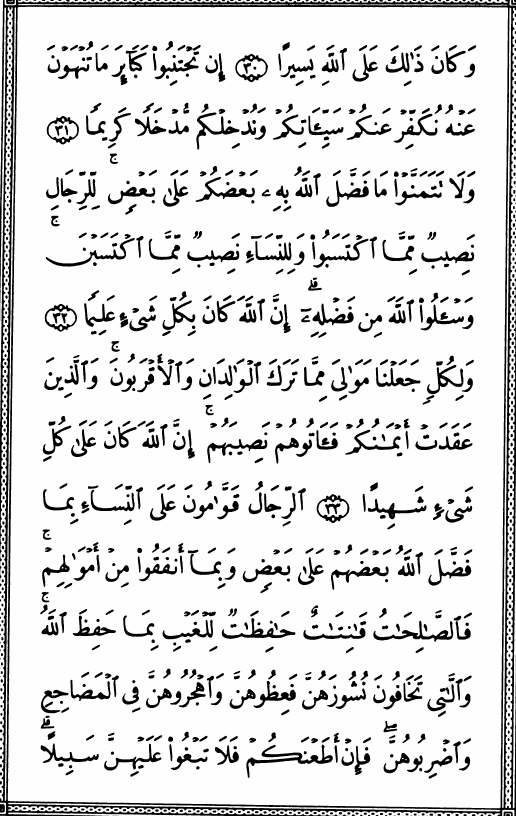 وَكَانَ ذَٰلِكَ عَلَى ٱللَّهِ يَسِيرًا ٣٠ إِن تَجْتَنِبُوا۟ كَبَآئِرَ مَا تُنْهَوْنَ
عَنْهُ نُكَفِّرْ عَنكُمْ سَيِّـَٔاتِكُمْ وَنُدْخِلْكُم مُّدْخَلًا كَرِيمًا ٣١
وَلَا تَتَمَنَّوْا۟ مَا فَضَّلَ ٱللَّهُ بِهِۦ بَعْضَكُمْ عَلَىٰ بَعْضٍ ۚ لِّلرِّجَالِ
نَصِيبٌ مِّمَّا ٱكْتَسَبُوا۟ وَلِلنِّسَآءِ نَصِيبٌ مِّمَّا ٱكْتَسَبْنَ ۚ
وَسْـَٔلُوا۟ ٱللَّهَ مِن فَضْلِهِۦٓ ۗ إِنَّ ٱللَّهَ كَانَ بِكُلِّ شَىْءٍ عَلِيمًا ٣٢
وَلِكُلٍّ جَعَلْنَا مَوَٰلِىَ مِمَّا تَرَكَ ٱلْوَٰلِدَانِ وَٱلْأَقْرَبُونَ ۚ وَٱلَّذِينَ
عَقَدَتْ أَيْمَـٰنُكُمْ فَـَٔاتُوهُمْ نَصِيبَهُمْ ۚ إِنَّ ٱللَّهَ كَانَ عَلَىٰ كُلِّ
شَىْءٍ شَهِيدًا ٣٣ ٱلرِّجَالُ قَوَّٰمُونَ عَلَى ٱلنِّسَآءِ بِمَا
فَضَّلَ ٱللَّهُ بَعْضَهُمْ عَلَىٰ بَعْضٍ وَبِمَآ أَنفَقُوا۟ مِنْ أَمْوَٰلِهِمْ ۚ
فَٱلصَّـٰلِحَـٰتُ قَـٰنِتَـٰتٌ حَـٰفِظَـٰتٌ لِّلْغَيْبِ بِمَا حَفِظَ ٱللَّهُ ۚ
وَٱلَّـٰتِى تَخَافُونَ نُشُوزَهُنَّ فَعِظُوهُنَّ وَٱهْجُرُوهُنَّ فِى ٱلْمَضَاجِعِ
وَٱضْرِبُوهُنَّ ۖ فَإِنْ أَطَعْنَكُمْ فَلَا تَبْغُوا۟ عَلَيْهِنَّ سَبِيلًا ۗ